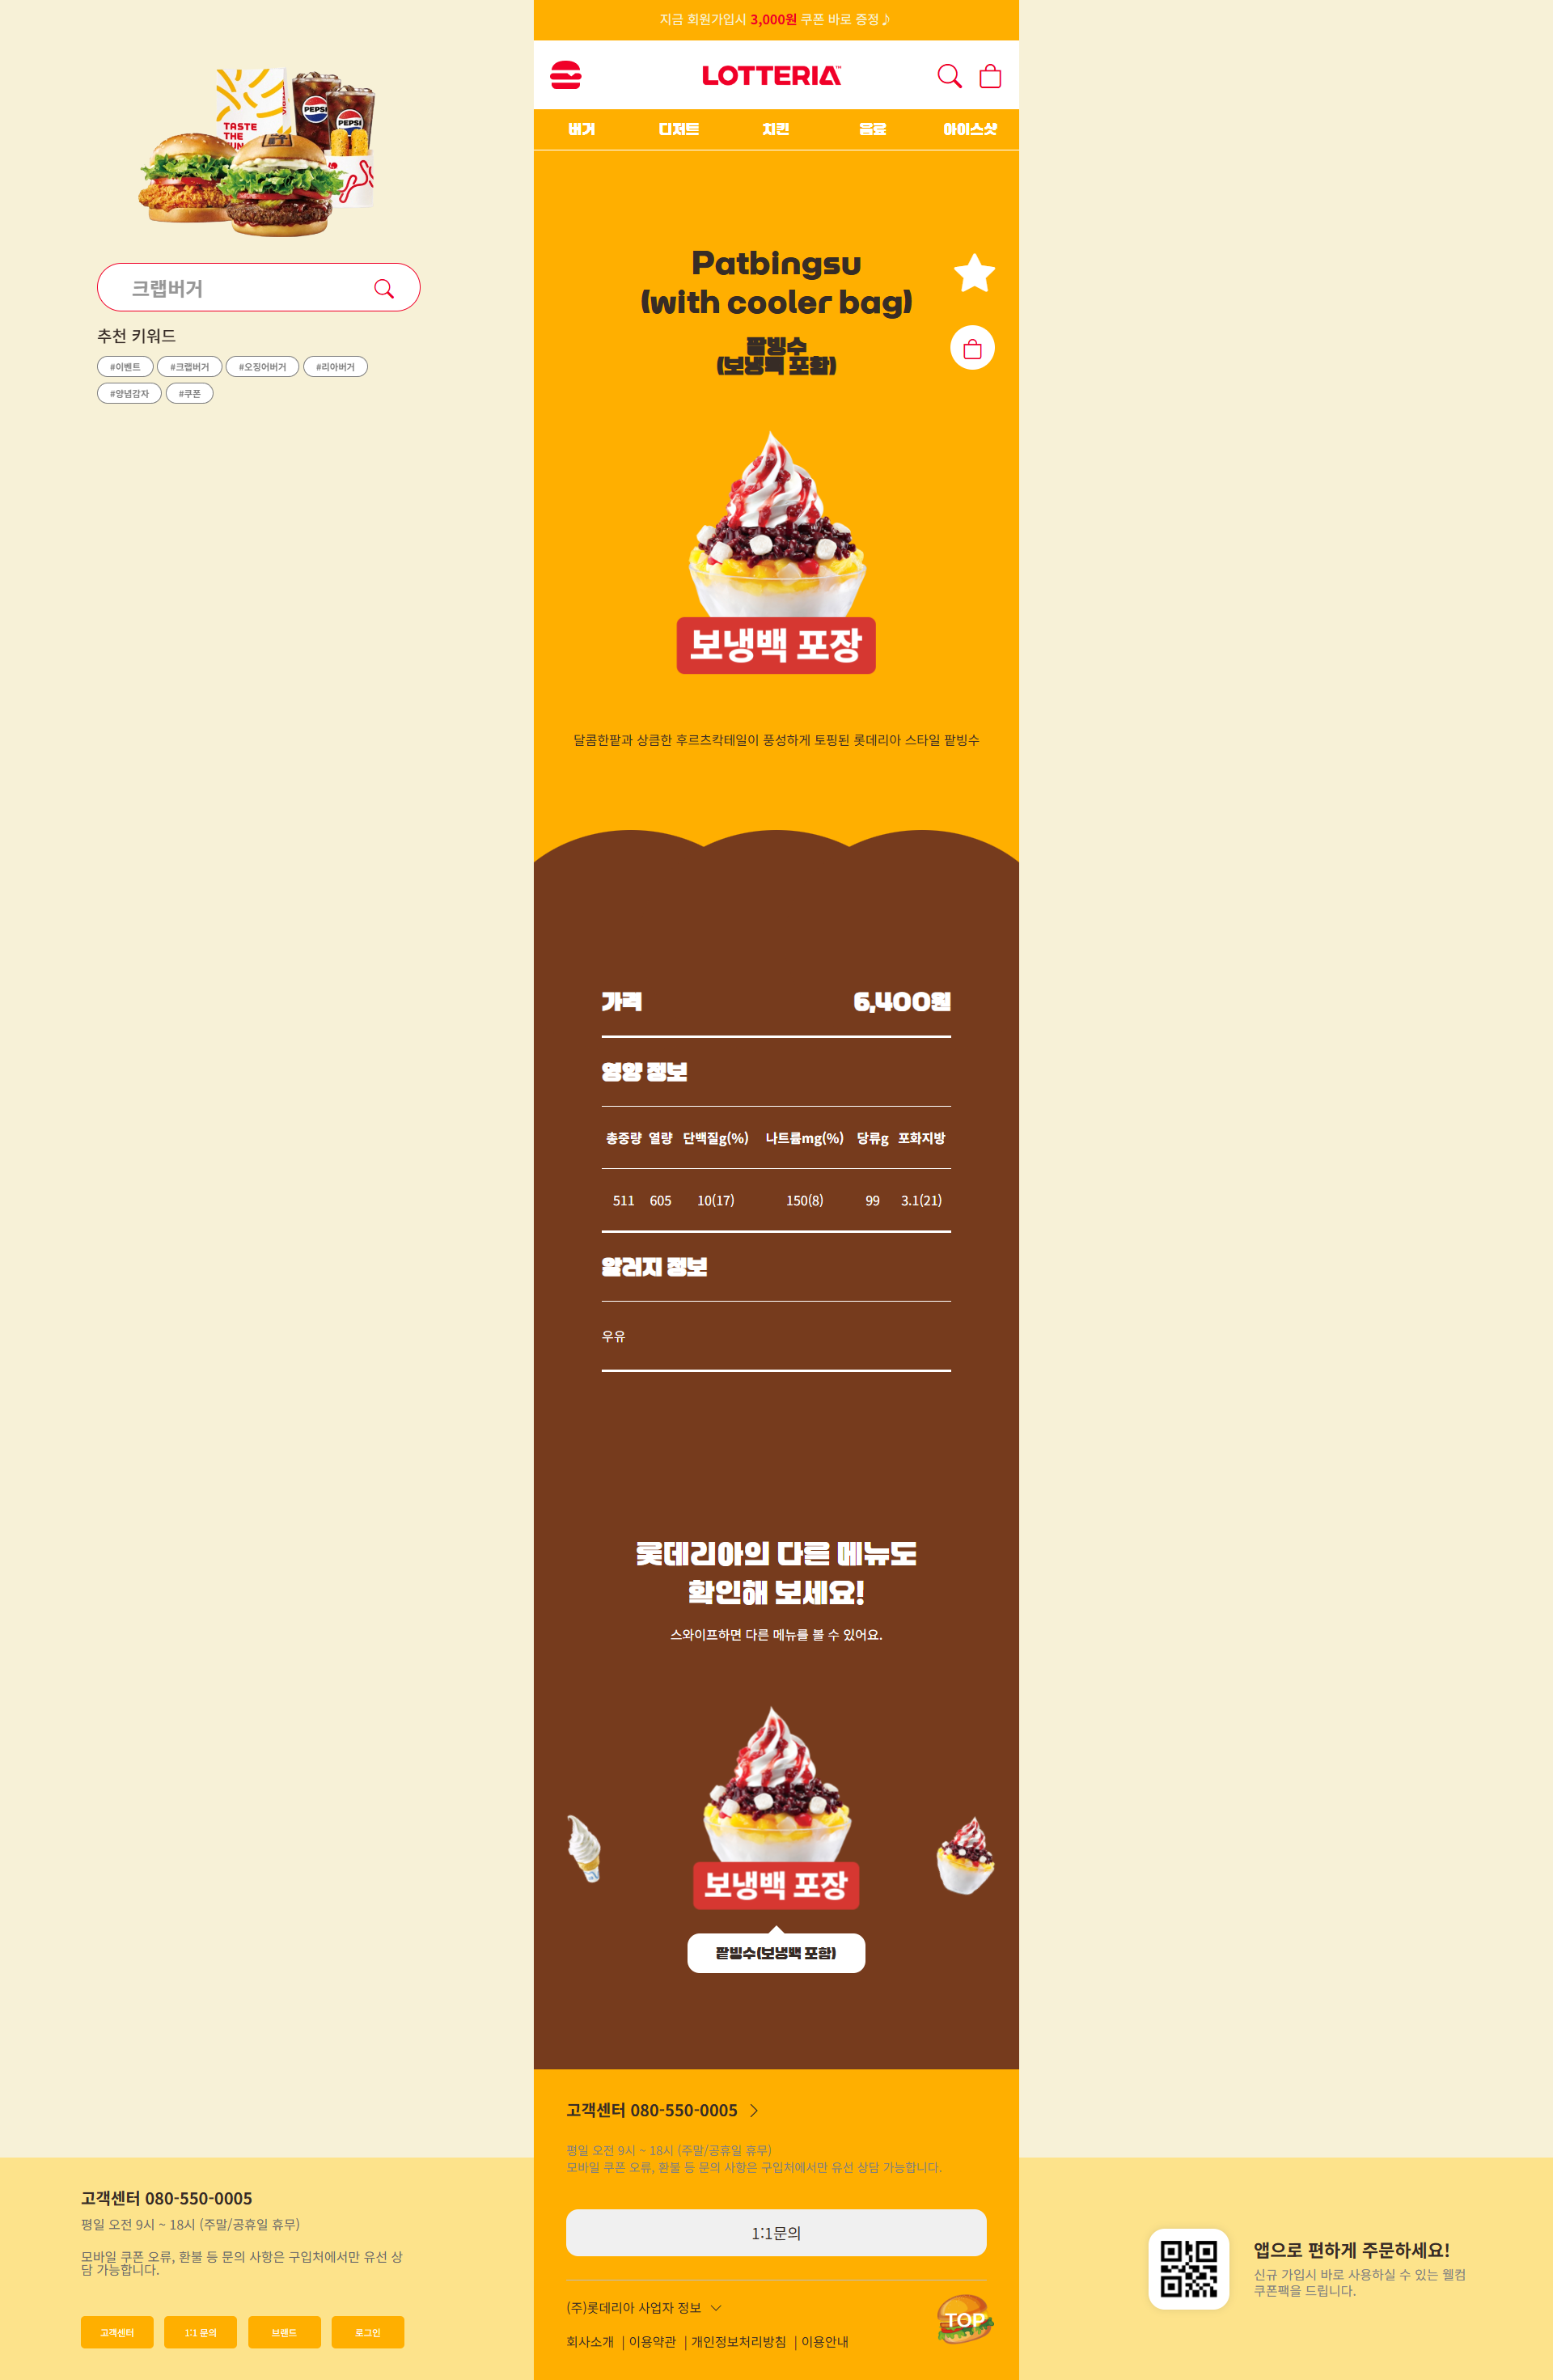 지금 회원가입시 3,000원 쿠폰 바로 증정♪
LOTTERIA
버거 디저트 치킨 음료 아이스샷
TASTE
THE
PEPSI
PEPSI
크랩버거
추천 키워드
#이벤트 #크랩버거 #오징어버거 #리아버거
#양념감자 #쿠폰
Patbingsu
(with cooler bag)
팥빙수
(보냉백 포함)
보냉백 포장
달콤한팥과 상큼한 후르츠칵테일이 풍성하게 토핑된 롯데리아 스타일 팥빙수
가격 6,400원
영양 정보
총중량 열량 단백질g(%) 나트륨mg(%) 당류g 포화지방
511 605 10(17) 150(8) 99 3.1(21)
알러지 정보
우유
롯데리아의 다른 메뉴도
확인해 보세요!
스와이프하면 다른 메뉴를 볼 수 있어요.
보냉백 포장
팥빙수(보냉백 포함)
고객센터 080-550-0005
평일 오전 9시 ~ 18시 (주말/공휴일 휴무)
모바일 쿠폰 오류, 환불 등 문의 사항은 구입처에서만 유선 상담 가능합니다.
1:1문의
(주)롯데리아 사업자 정보
회사소개 | 이용약관 | 개인정보처리방침 | 이용안내
TOP
고객센터 080-550-0005
평일 오전 9시 ~ 18시 (주말/공휴일 휴무)
모바일 쿠폰 오류, 환불 등 문의 사항은 구입처에서만 유선 상
담 가능합니다.
고객센터 1:1 문의 브랜드 로그인
앱으로 편하게 주문하세요!
신규 가입시 바로 사용하실 수 있는 웰컴
쿠폰팩을 드립니다.